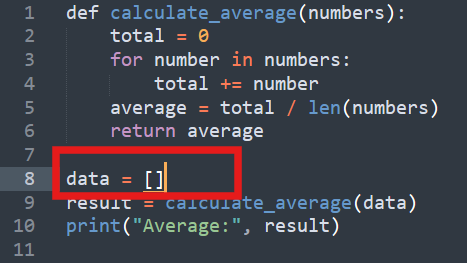 1 def calculate_average(numbers):
2     total = 0
3     for number in numbers:
4         total += number
5     average = total / len(numbers)
6     return average
7
8 data = []
9 result = calculate_average(data)
10 print("Average:", result)
11